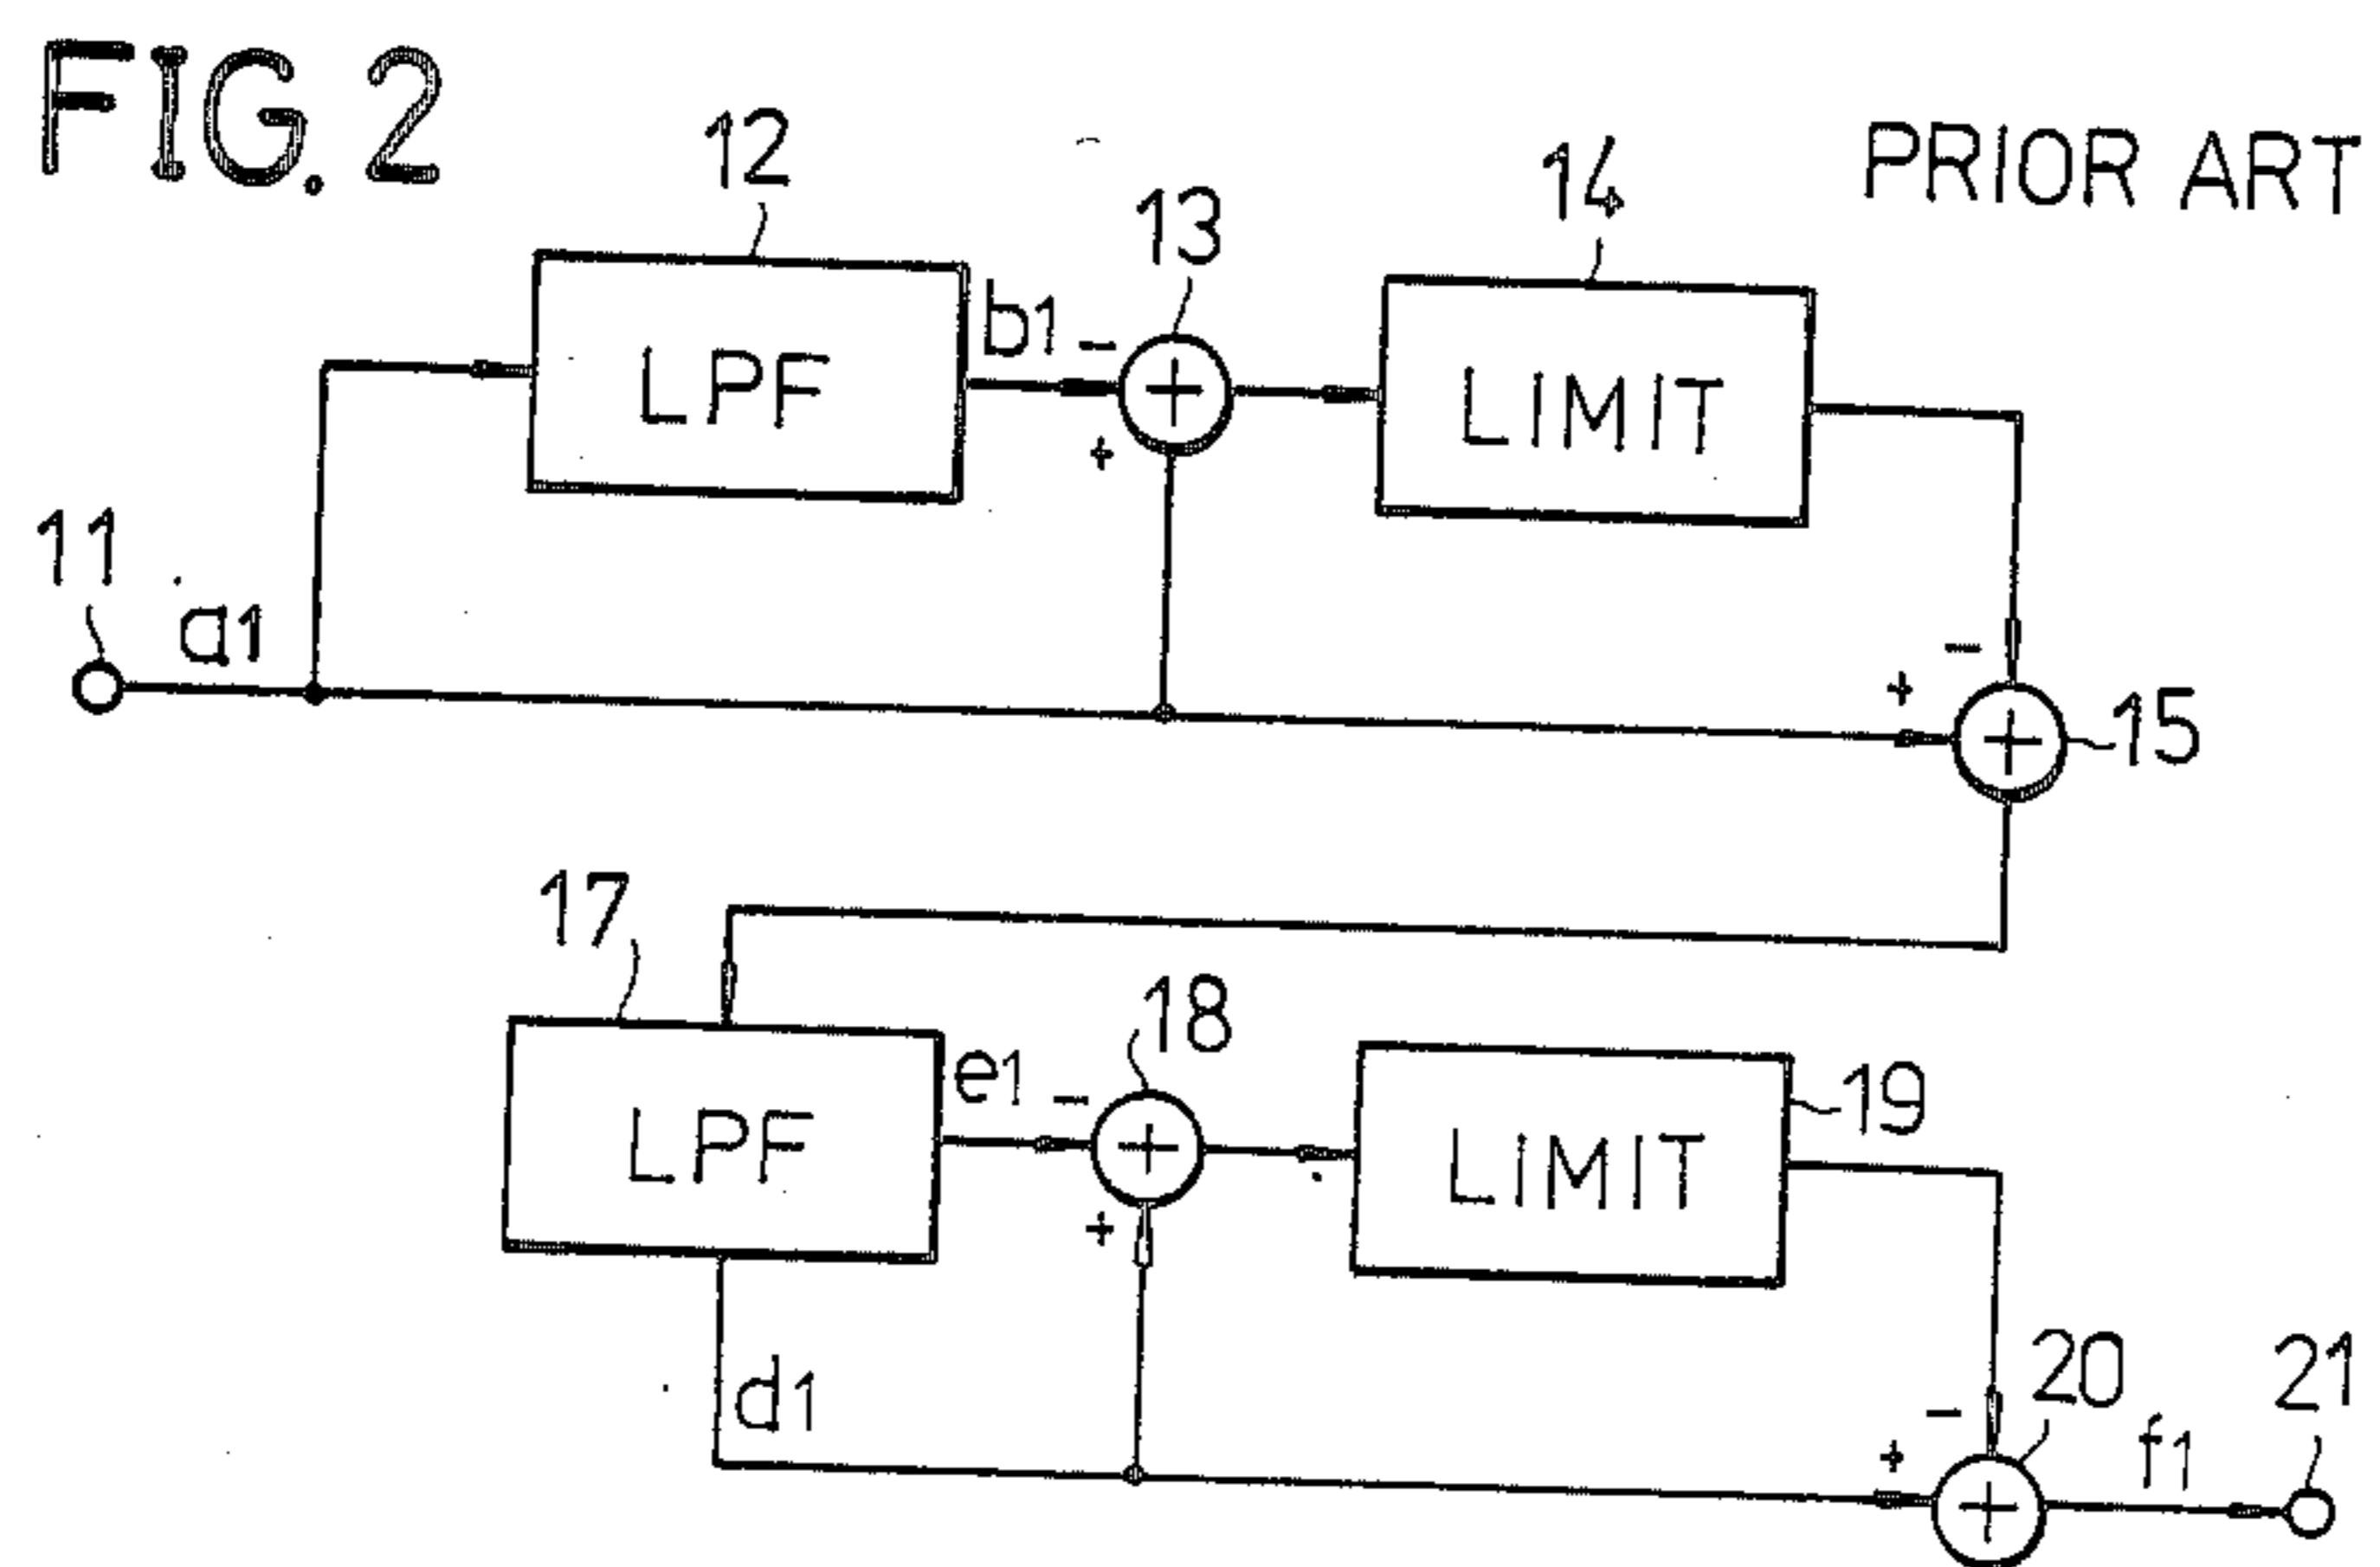 FIG. 2
PRIOR ART
12
13
14
LPF
b1
-
+
+
LIMIT
11
a1
-
+
+
15
17
18
LPF
e1
-
+
+
LIMIT
19
d1
20
-
+
+
f1
21